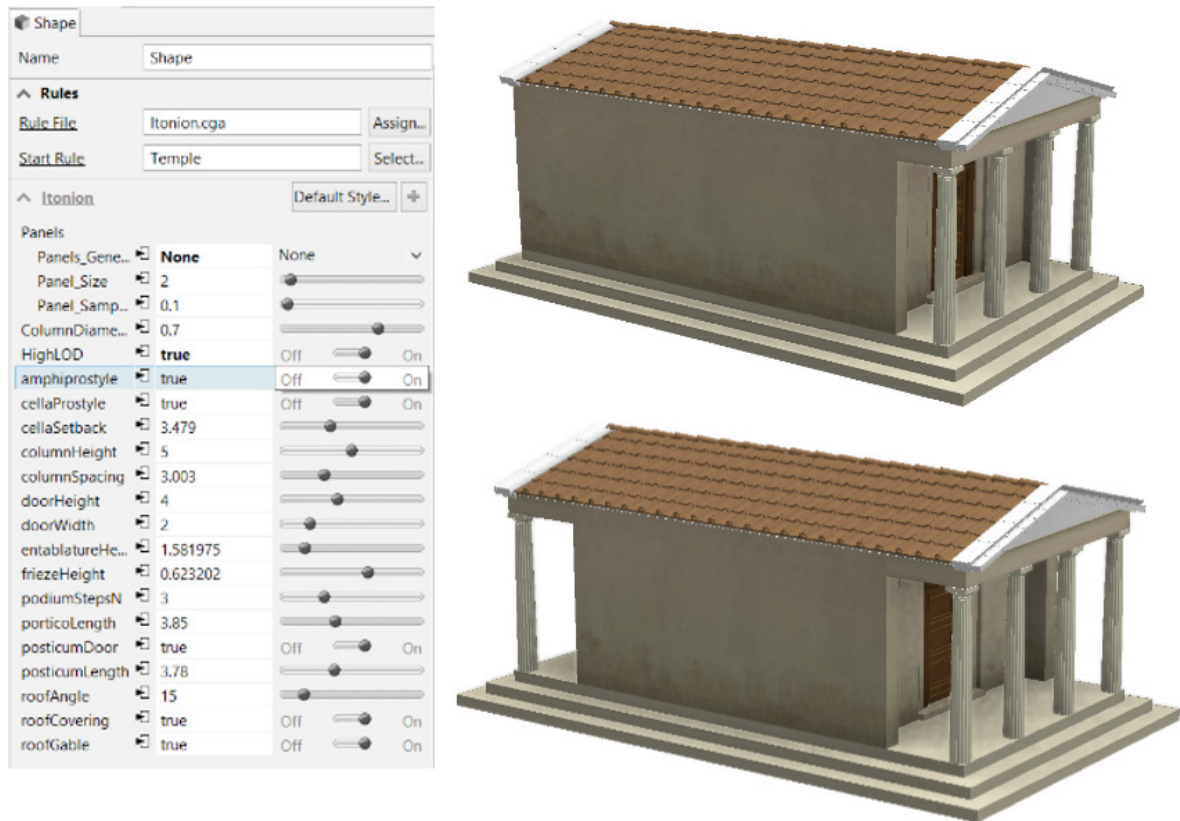 Shape
Name Shape
Rules
Rule File Itonion.cga Assign...
Start Rule Temple Select...
Itonion Default Style... +
Panels
Panels_Gene... None None
Panel_Size 2
Panel_Samp... 0.1
ColumnDiame... 0.7
HighLOD true Off On
amphiprostyle true Off On
cellaProstyle true Off On
cellaSetback 3.479
columnHeight 5
columnSpacing 3.003
doorHeight 4
doorWidth 2
entablatureHe... 1.581975
friezeHeight 0.623202
podiumStepsN 3
porticoLength 3.85
posticumDoor true Off On
posticumLength 3.78
roofAngle 15
roofCovering true Off On
roofGable true Off On